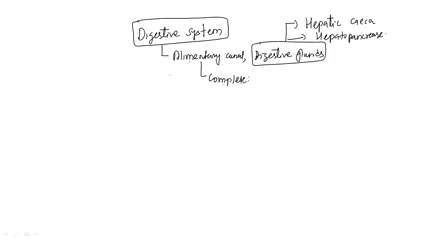 Digestive system
Hepatic caeca
Hepatopancrease
Alimentary canal, Digestive glands
Complete